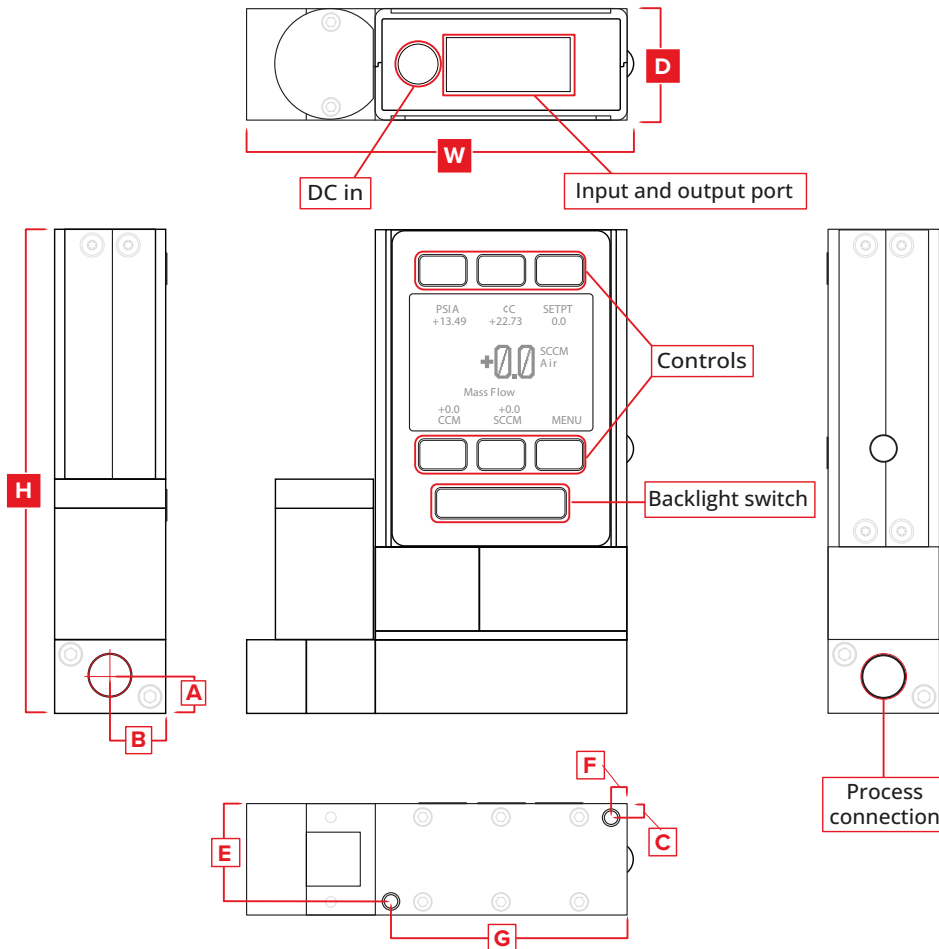 D
W
DC in
Input and output port
PSIA ¢C SETPT
+13.49 +22.73 0.0
+0.0 SCCM
Air
Mass Flow
+0.0 +0.0
CCM SCCM MENU
Controls
Backlight switch
H
A
B
Process
connection
F
C
E
G